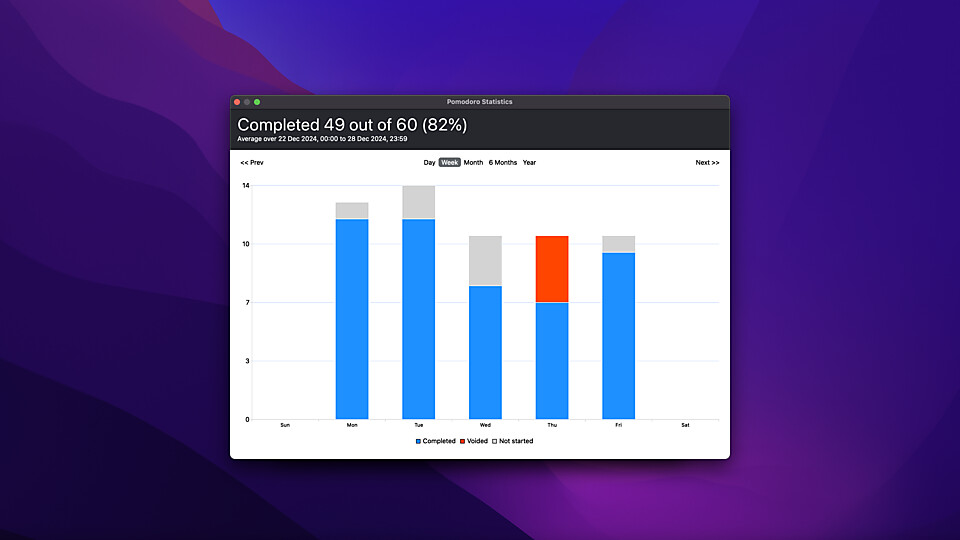 Pomodoro Statistics
Completed 49 out of 60 (82%)
Average over 22 Dec 2024, 00:00 to 28 Dec 2024, 23:59
<< Prev Day Week Month 6 Months Year Next >>
14
10
7
3
0
Sun Mon Tue Wed Thu Fri Sat
Completed Voided Not started